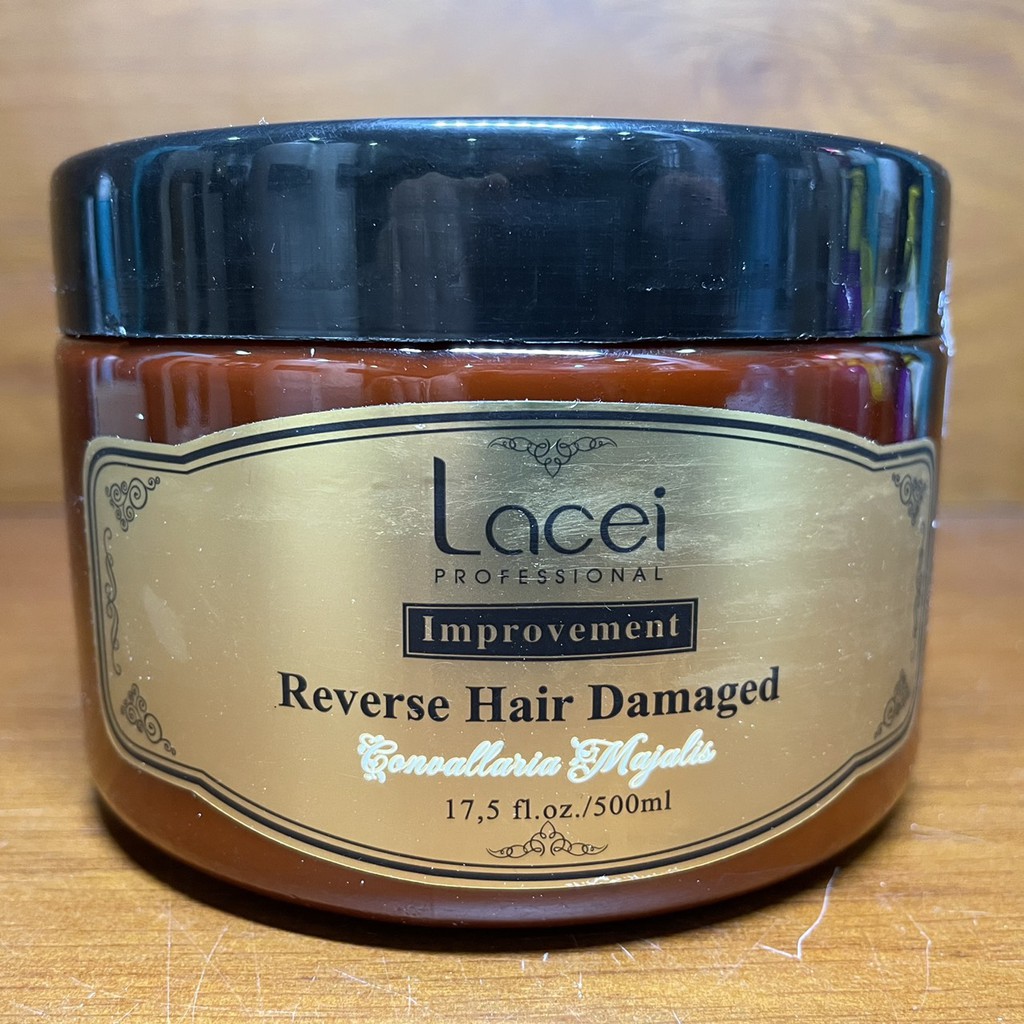 Lacei
PROFESSIONAL
Improvement
Reverse Hair Damaged
Convallaria Majalis
17,5 fl.oz./500ml